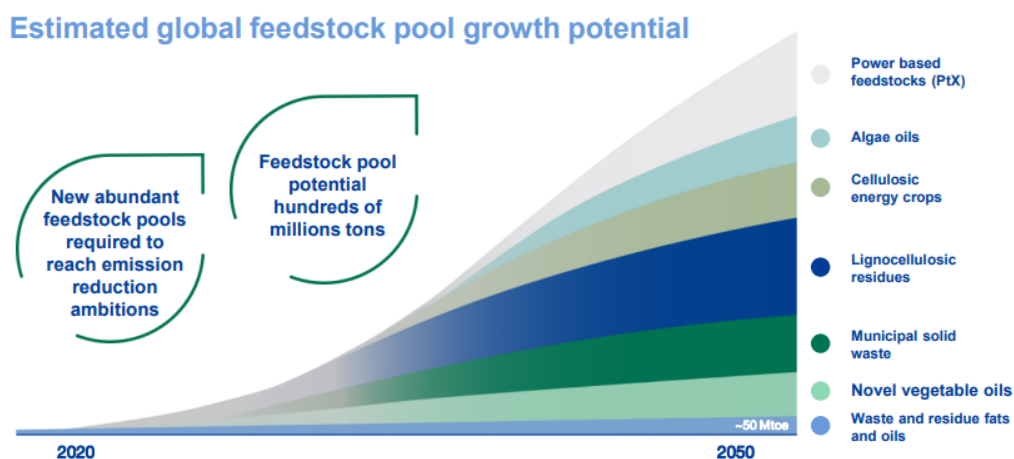 Estimated global feedstock pool growth potential
New abundant
feedstock pools
required to
reach emission
reduction
ambitions
Feedstock pool
potential
hundreds of
millions tons
Power based
feedstocks (PtX)
Algae oils
Cellulosic
energy crops
Lignocellulosic
residues
Municipal solid
waste
Novel vegetable oils
Waste and residue fats
and oils
~50 Mtoe
2020
2050